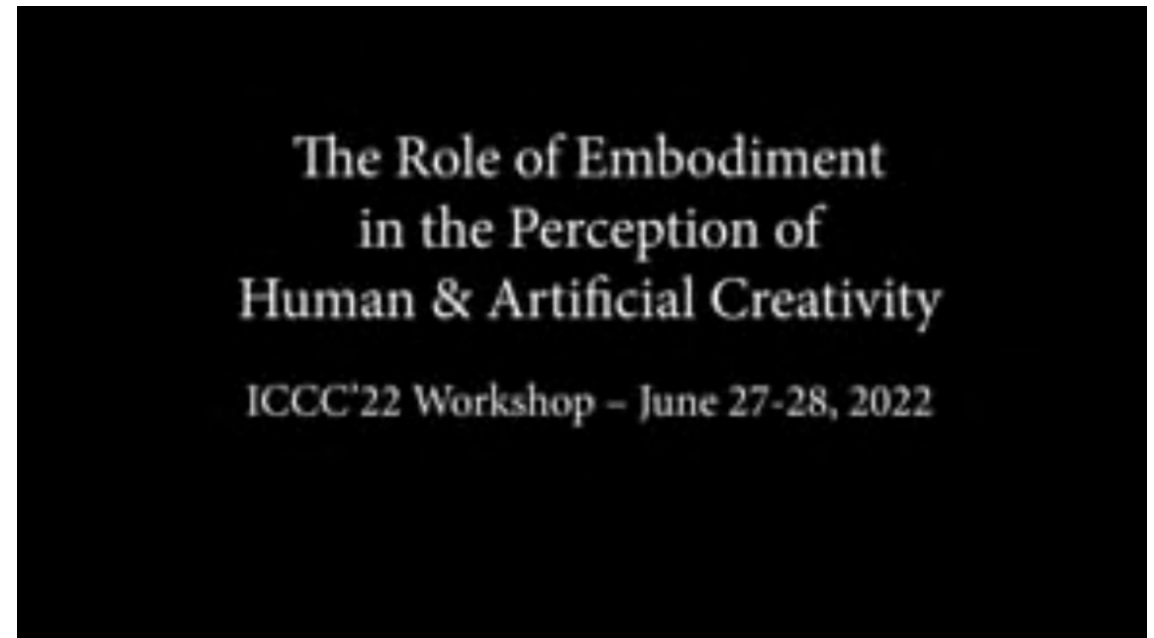 The Role of Embodiment
in the Perception of
Human & Artificial Creativity
ICCC'22 Workshop – June 27-28, 2022